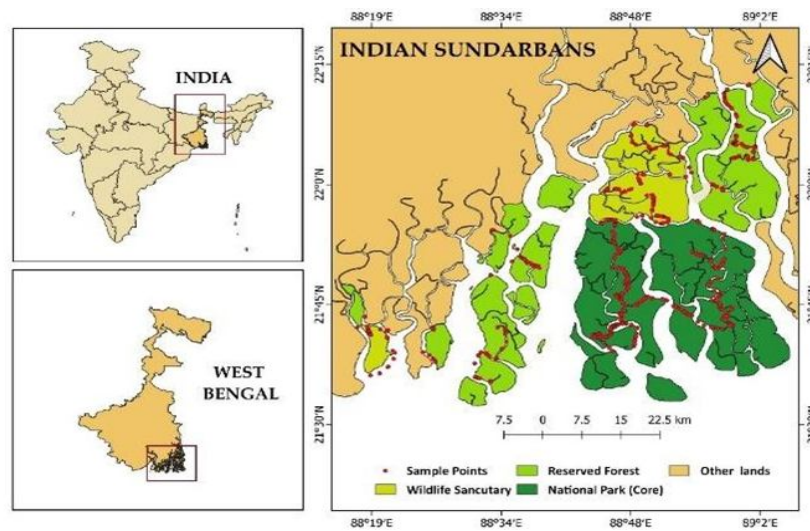 88°19'E 88°34'E 88°48'E 89°2'E
INDIAN SUNDARBANS
INDIA
22°15'N
22°0'N
21°45'N
21°30'N
WEST
BENGAL
7.5 0 7.5 15 22.5 km
Sample Points Reserved Forest Other lands
Wildlife Sancutary National Park (Core)
88°19'E 88°34'E 88°48'E 89°2'E